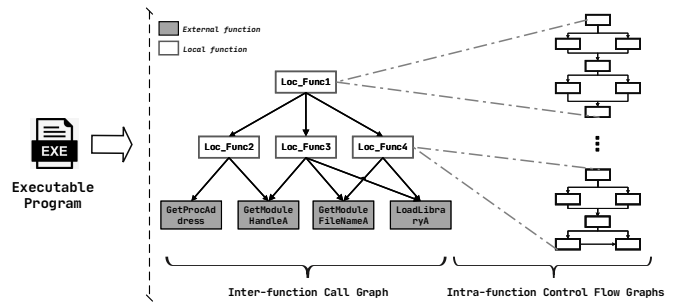 External function
Local function
Loc_Func1
EXE
Loc_Func2
Loc_Func3
Loc_Func4
Executable
Program
GetProcAd
dress
GetModule
HandleA
GetModule
FileNameA
LoadLibra
ryA
Inter-function Call Graph
Intra-function Control Flow Graphs